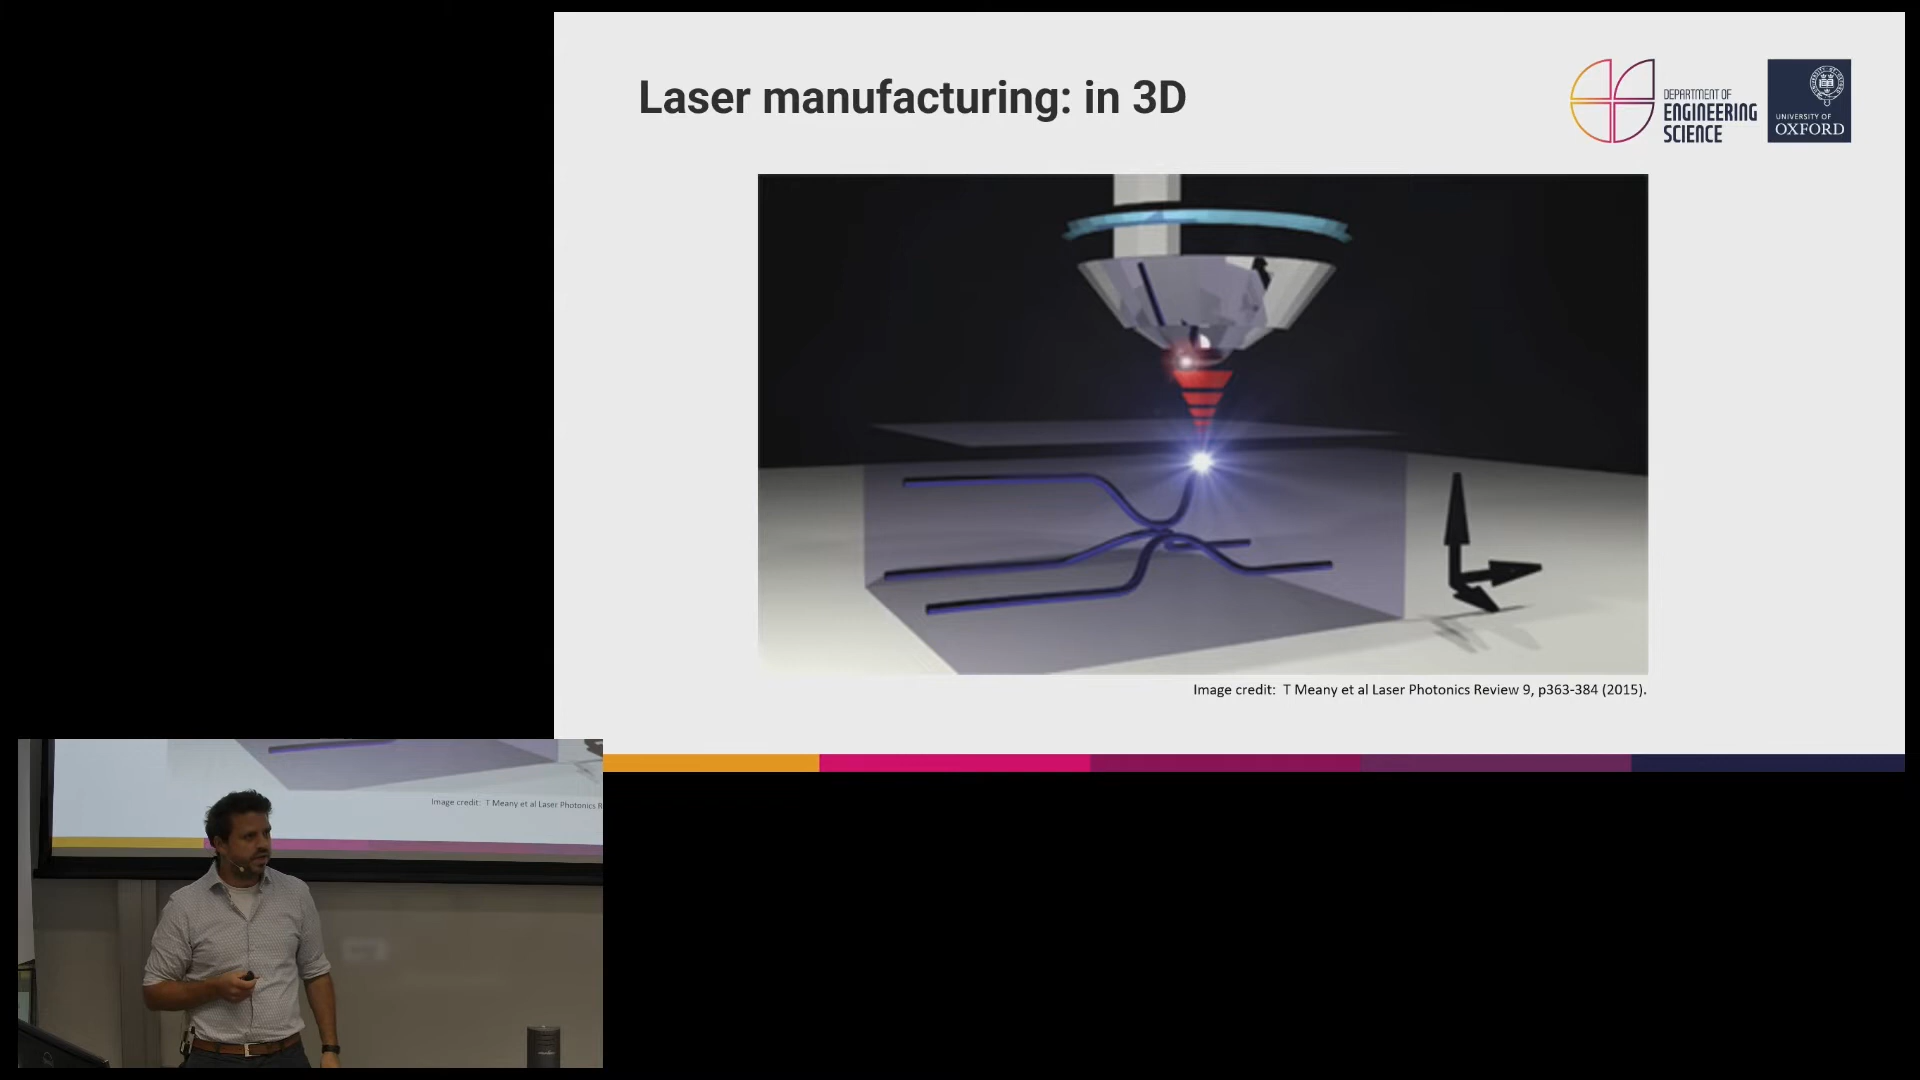 Laser manufacturing: in 3D
DEPARTMENT OF
ENGINEERING
SCIENCE
UNIVERSITY OF
OXFORD
Image credit: T Meany et al Laser Photonics Review 9, p363-384 (2015).
Image credit: T Meany et al Laser Photonics R